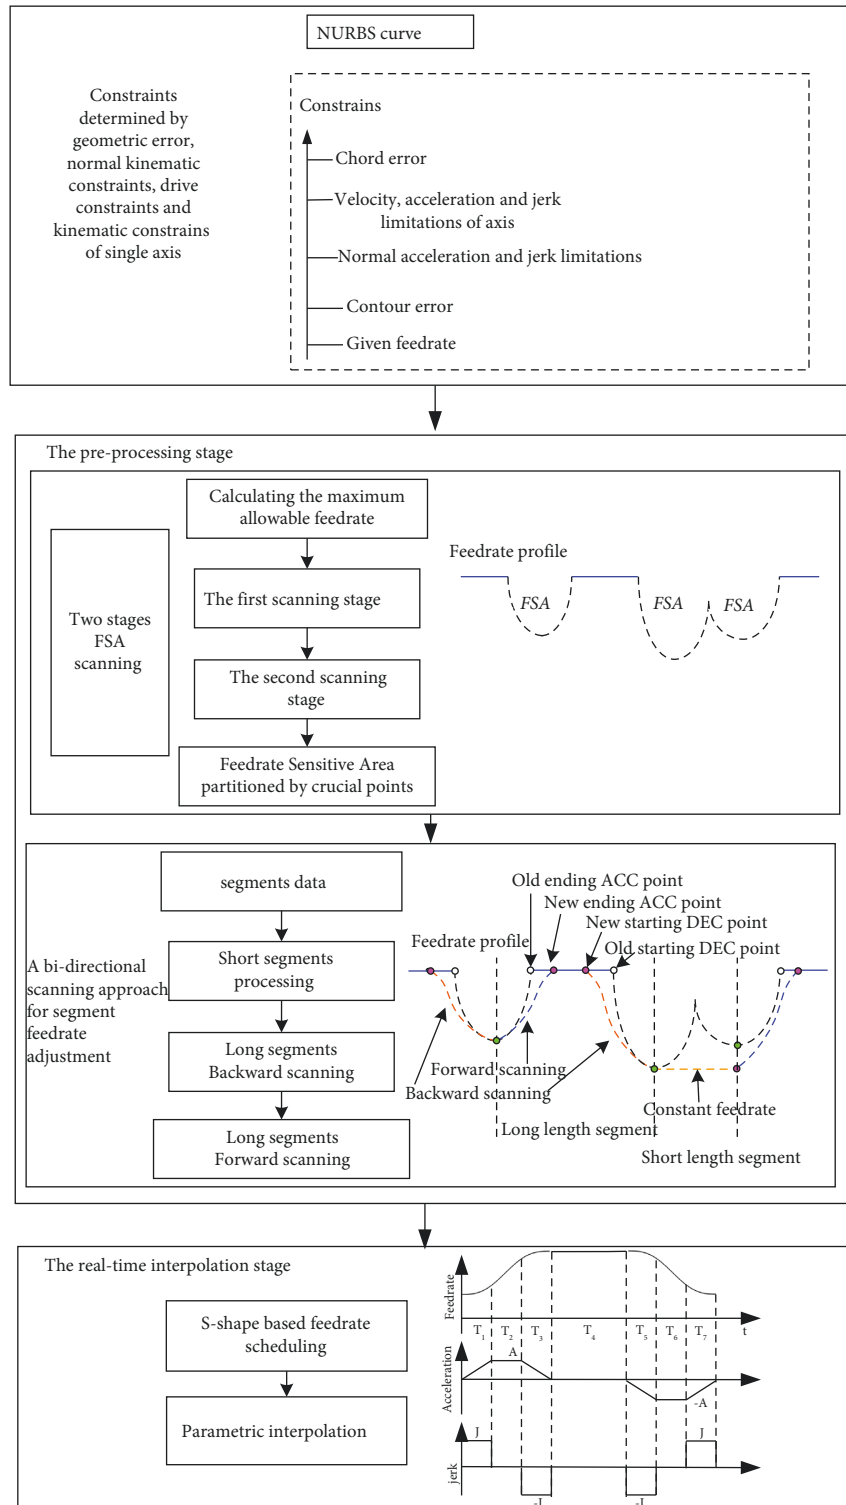 NURBS curve
Constraints
determined by
geometric error,
normal kinematic
constraints, drive
constraints and
kinematic constrains
of single axis
Constrains
Chord error
Velocity, acceleration and jerk
limitations of axis
Normal acceleration and jerk limitations
Contour error
Given feedrate
The pre-processing stage
Two stages
FSA
scanning
Calculating the maximum
allowable feedrate
The first scanning stage
The second scanning
stage
Feedrate Sensitive Area
partitioned by crucial points
Feedrate profile
FSA
FSA
FSA
A bi-directional
scanning approach
for segment
feedrate
adjustment
segments data
Short segments
processing
Long segments
Backward scanning
Long segments
Forward scanning
Old ending ACC point
New ending ACC point
New starting DEC point
Old starting DEC point
Feedrate profile
Forward scanning
Backward scanning
Constant feedrate
Long length segment
Short length segment
The real-time interpolation stage
S-shape based feedrate
scheduling
Parametric interpolation
Feedrate
T1 T2 T3 T4 T5 T6 T7 t
Acceleration
A
-A
jerk
J
J
-J
-J